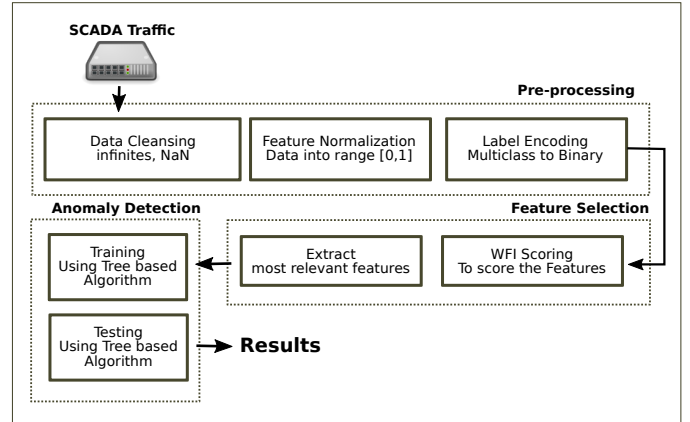 SCADA Traffic
Pre-processing
Data Cleansing
infinites, NaN
Feature Normalization
Data into range [0,1]
Label Encoding
Multiclass to Binary
Anomaly Detection
Feature Selection
Training
Using Tree based
Algorithm
Extract
most relevant features
WFI Scoring
To score the Features
Testing
Using Tree based
Algorithm
Results